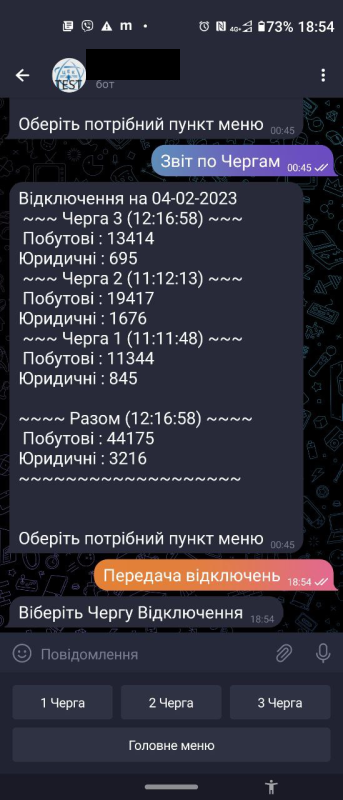 m
4G+
73% 18:54
TEST
бот
Оберіть потрібний пункт меню 00:45
Звіт по Чергам 00:45
Відключення на 04-02-2023
~~~ Черга 3 (12:16:58) ~~~
Побутові : 13414
Юридичні : 695
~~~ Черга 2 (11:12:13) ~~~
Побутові : 19417
Юридичні : 1676
~~~ Черга 1 (11:11:48) ~~~
Побутові : 11344
Юридичні : 845
~~~~ Разом (12:16:58) ~~~~
Побутові : 44175
Юридичні : 3216
~~~~~~~~~~~~~~~~~~~
Оберіть потрібний пункт меню 00:45
Передача відключень 18:54
Віберіть Чергу Відключення 18:54
Повідомлення
1 Черга 2 Черга 3 Черга
Головне меню